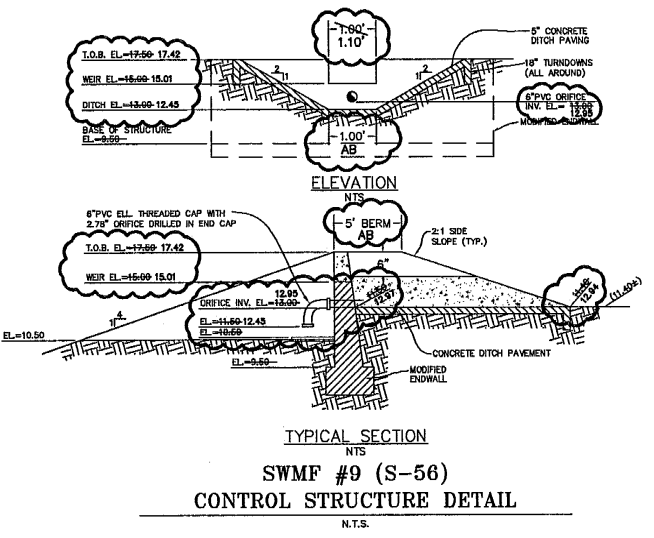 1.00'
1.10'
5" CONCRETE
DITCH PAVING
T.O.B. EL.=17.50 17.42
18" TURNDOWNS
(ALL AROUND)
2
1
2
1
WEIR EL.=15.00 15.01
6"PVC ORIFICE
INV. EL.= 13.00
12.95
DITCH EL=13.00 12.45
MODIFIED ENDWALL
BASE OF STRUCTURE
EL.=9.50
1.00'
AB
ELEVATION
NTS
6"PVC ELL THREADED CAP WITH
2.75" ORIFICE DRILLED IN END CAP
5' BERM
AB
2:1 SIDE
SLOPE (TYP.)
T.O.B. EL.=17.50 17.42
6"
WEIR EL.=15.00 15.01
12.95
ORIFICE INV. EL.=13.00
12.97
12.94
(11.40±)
4
1
EL.=11.50 12.45
EL.=10.50
EL.=10.50
CONCRETE DITCH PAVEMENT
EL.=9.50
MODIFIED
ENDWALL
TYPICAL SECTION
NTS
SWMF #9 (S-56)
CONTROL STRUCTURE DETAIL
N.T.S.